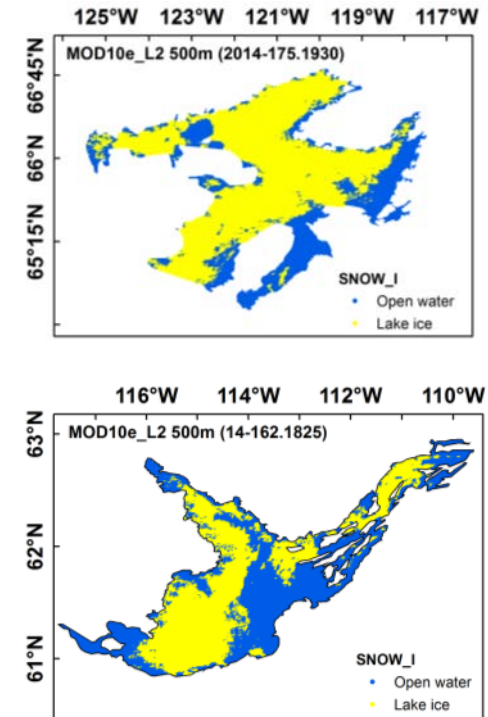 125°W 123°W 121°W 119°W 117°W
MOD10e_L2 500m (2014-175.1930)
66°45'N
66°N
65°15'N
SNOW_I
Open water
Lake ice
116°W 114°W 112°W 110°W
MOD10e_L2 500m (14-162.1825)
63°N
62°N
61°N
SNOW_I
Open water
Lake ice